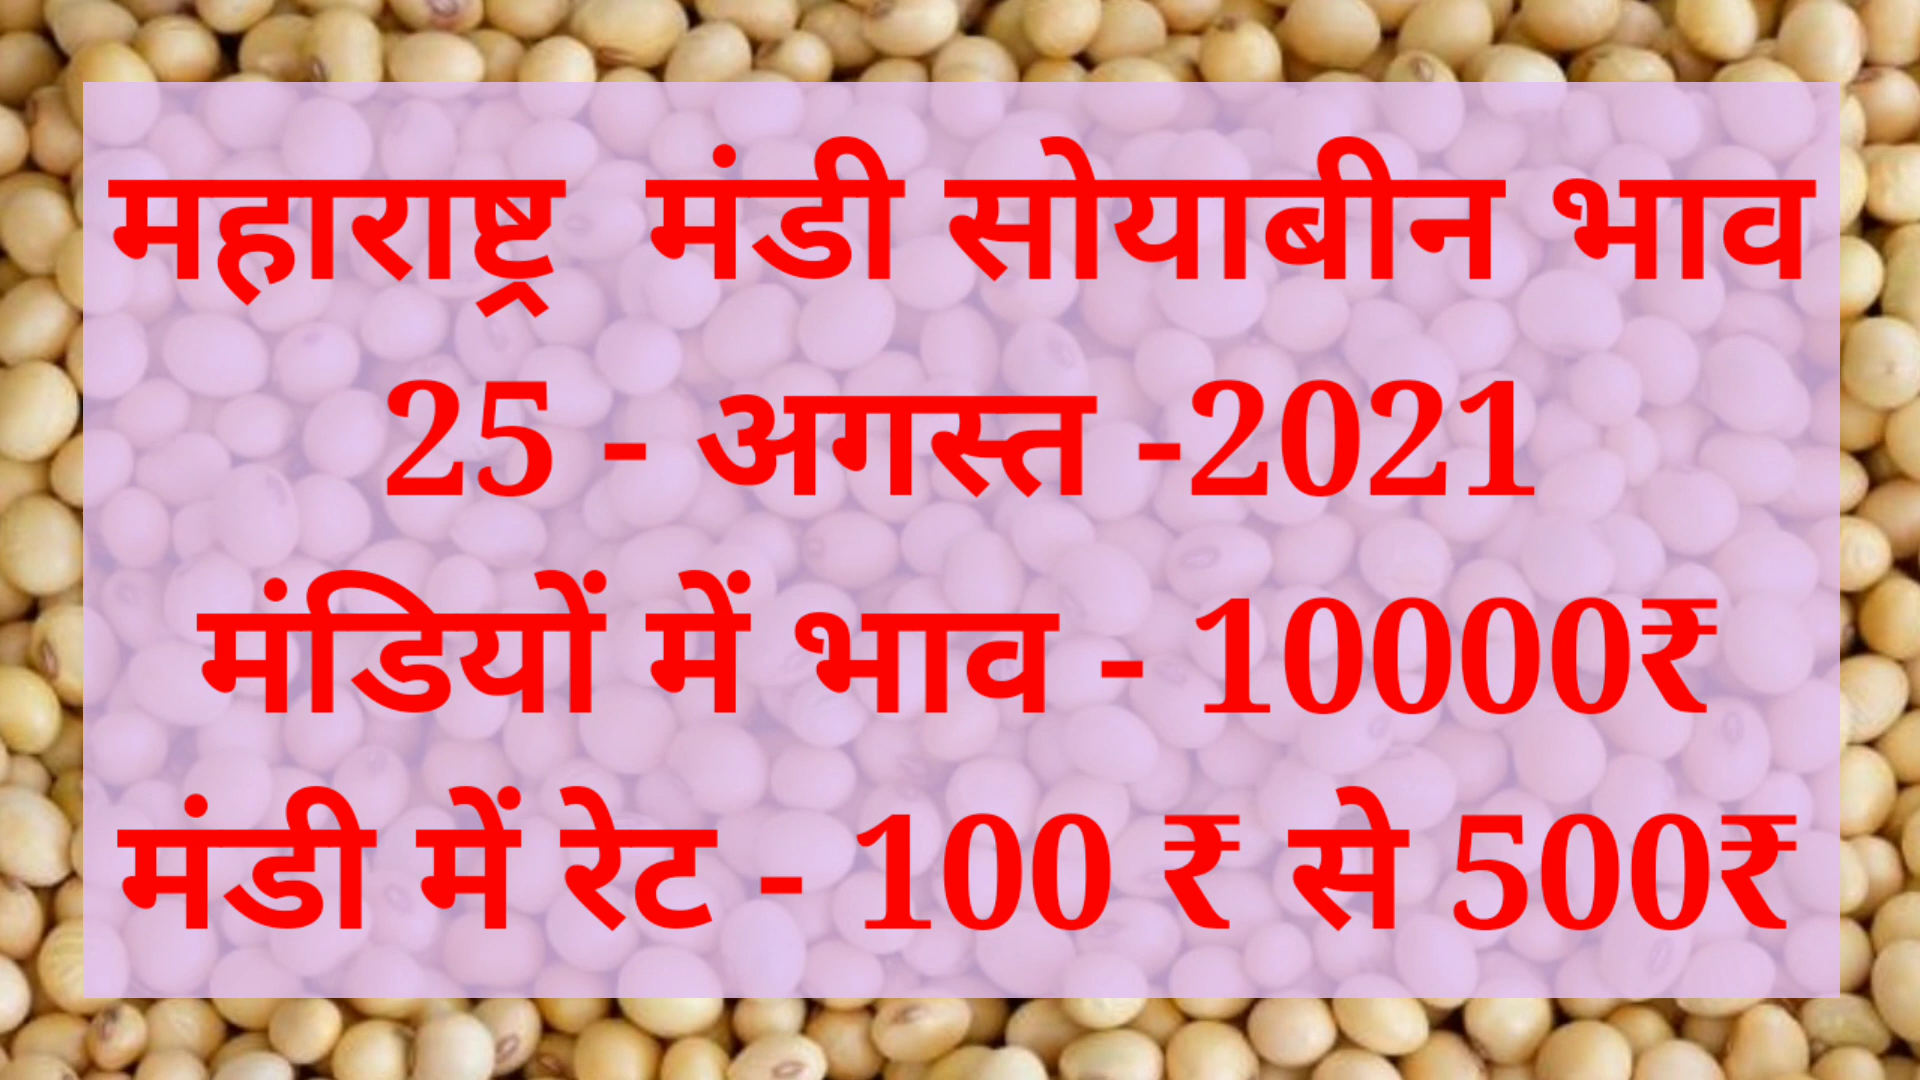 महाराष्ट्र मंडी सोयाबीन भाव
25 - अगस्त -2021
मंडियों में भाव - 10000₹
मंडी में रेट - 100 ₹ से 500₹